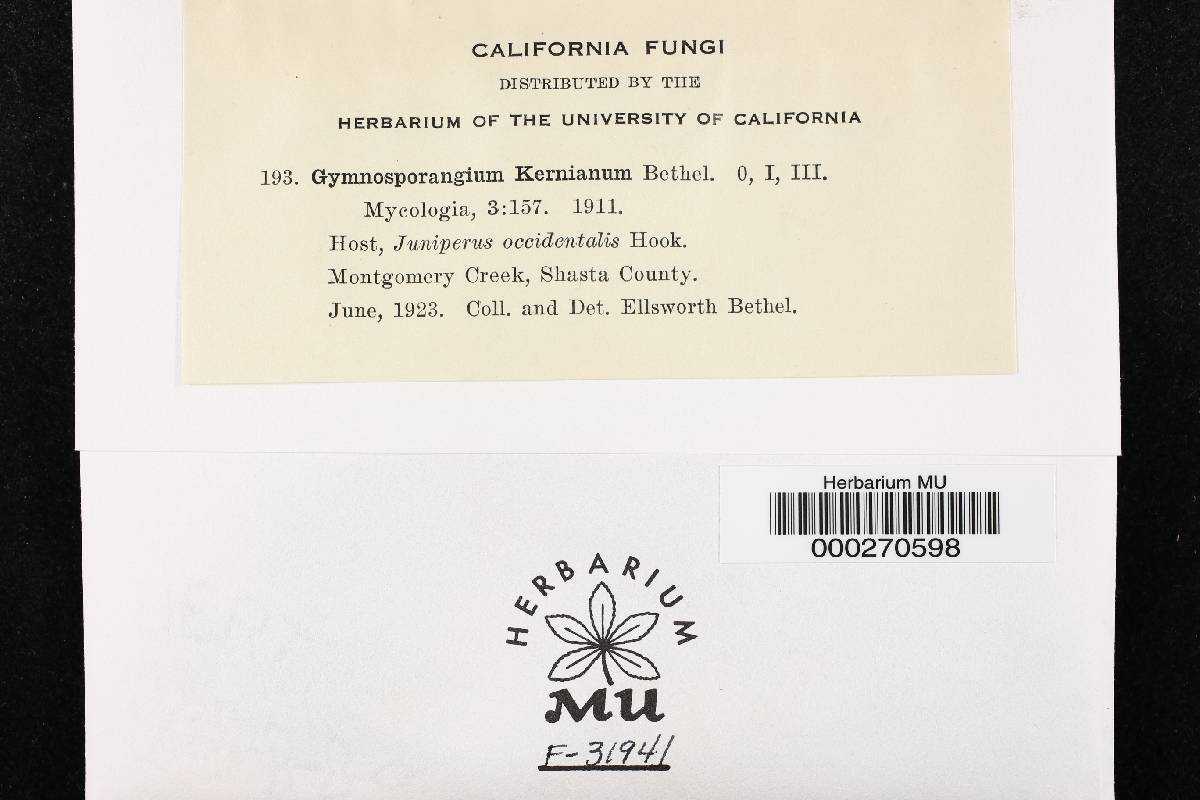 CALIFORNIA FUNGI
DISTRIBUTED BY THE
HERBARIUM OF THE UNIVERSITY OF CALIFORNIA
193. Gymnosporangium Kernianum Bethel. 0, I, III.
Mycologia, 3:157. 1911.
Host, Juniperus occidentalis Hook.
Montgomery Creek, Shasta County.
June, 1923. Coll. and Det. Ellsworth Bethel.
Herbarium MU
000270598
HERBARIUM
MU
F-31941